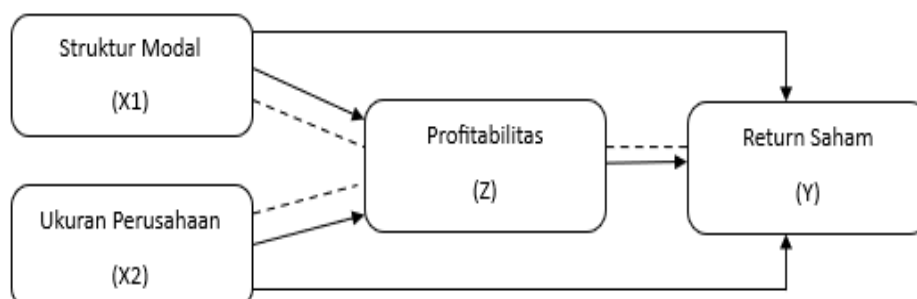 Struktur Modal
(X1)
Profitabilitas
(Z)
Return Saham
(Y)
Ukuran Perusahaan
(X2)